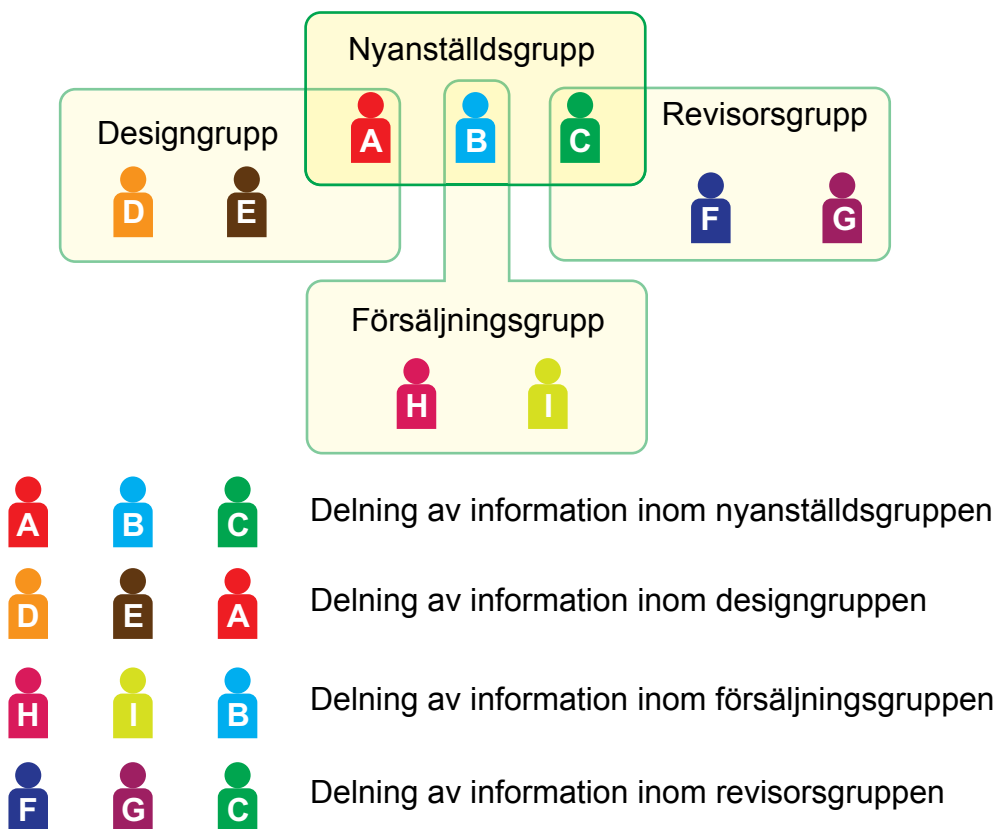 Nyanställdsgrupp
Designgrupp
A B C
Revisorsgrupp
D E
F G
Försäljningsgrupp
H I
A B C Delning av information inom nyanställdsgruppen
D E A Delning av information inom designgruppen
H I B Delning av information inom försäljningsgruppen
F G C Delning av information inom revisorsgruppen